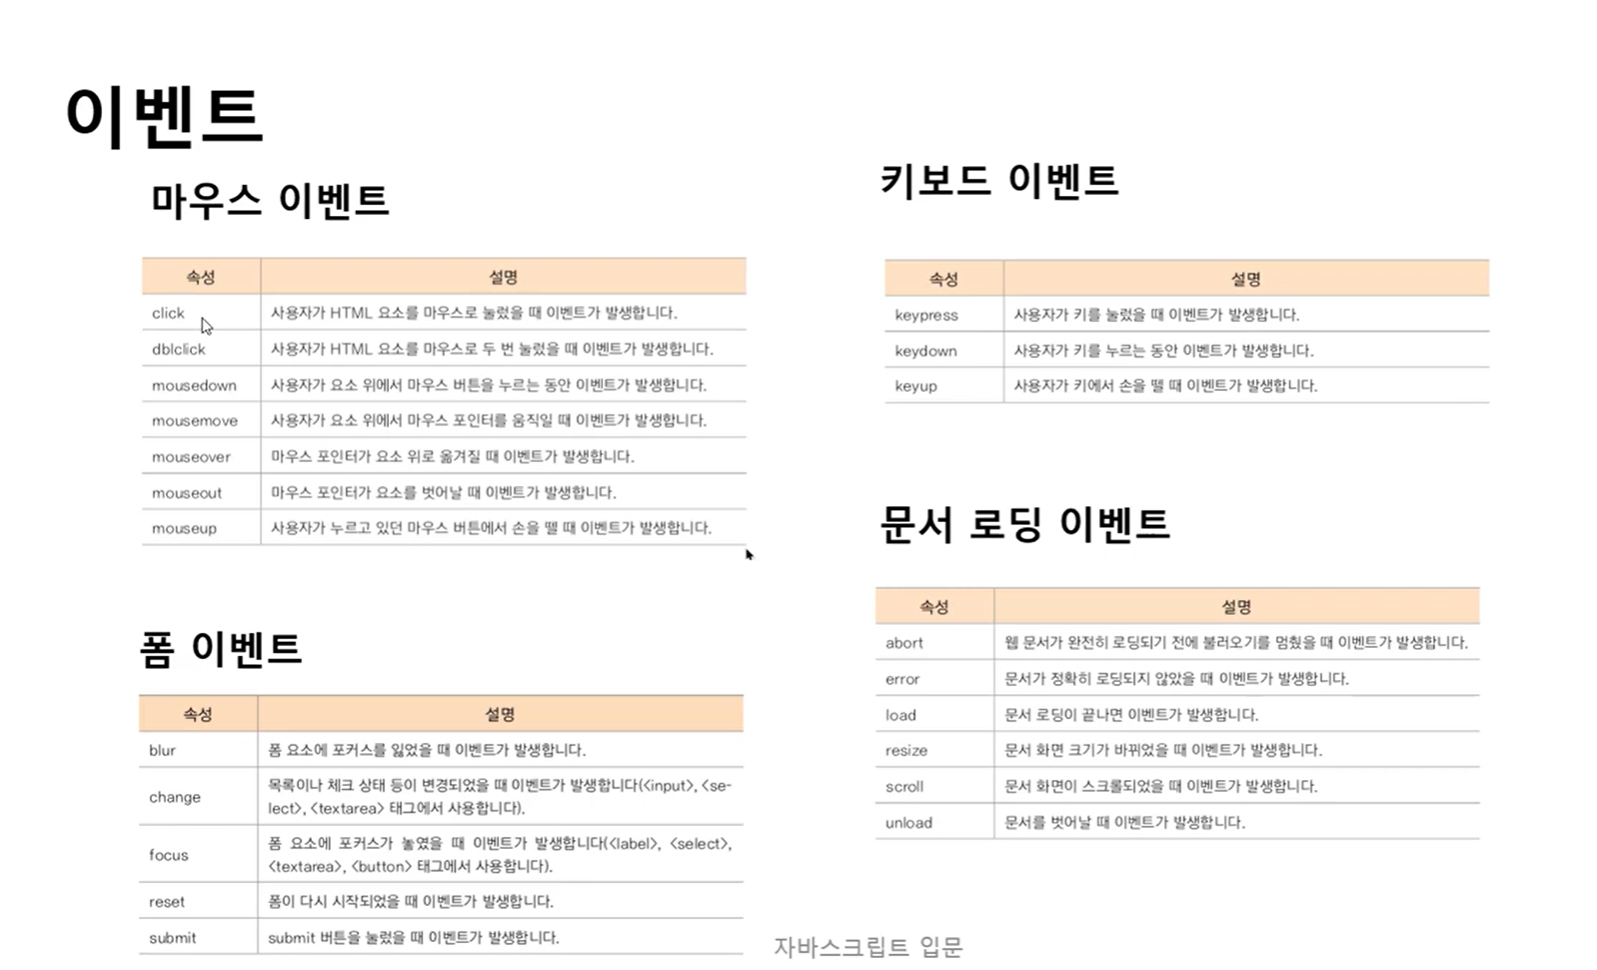 이벤트
마우스 이벤트
속성 설명
click 사용자가 HTML 요소를 마우스로 눌렀을 때 이벤트가 발생합니다.
dblclick 사용자가 HTML 요소를 마우스로 두 번 눌렀을 때 이벤트가 발생합니다.
mousedown 사용자가 요소 위에서 마우스 버튼을 누르는 동안 이벤트가 발생합니다.
mousemove 사용자가 요소 위에서 마우스 포인터를 움직일 때 이벤트가 발생합니다.
mouseover 마우스 포인터가 요소 위로 옮겨질 때 이벤트가 발생합니다.
mouseout 마우스 포인터가 요소를 벗어날 때 이벤트가 발생합니다.
mouseup 사용자가 누르고 있던 마우스 버튼에서 손을 뗄 때 이벤트가 발생합니다.
폼 이벤트
속성 설명
blur 폼 요소에 포커스를 잃었을 때 이벤트가 발생합니다.
change 목록이나 체크 상태 등이 변경되었을 때 이벤트가 발생합니다(<input>, <se-
lect>, <textarea> 태그에서 사용합니다).
focus 폼 요소에 포커스가 놓였을 때 이벤트가 발생합니다(<label>, <select>,
<textarea>, <button> 태그에서 사용합니다).
reset 폼이 다시 시작되었을 때 이벤트가 발생합니다.
submit submit 버튼을 눌렀을 때 이벤트가 발생합니다.
키보드 이벤트
속성 설명
keypress 사용자가 키를 눌렀을 때 이벤트가 발생합니다.
keydown 사용자가 키를 누르는 동안 이벤트가 발생합니다.
keyup 사용자가 키에서 손을 뗄 때 이벤트가 발생합니다.
문서 로딩 이벤트
속성 설명
abort 웹 문서가 완전히 로딩되기 전에 불러오기를 멈췄을 때 이벤트가 발생합니다.
error 문서가 정확히 로딩되지 않았을 때 이벤트가 발생합니다.
load 문서 로딩이 끝나면 이벤트가 발생합니다.
resize 문서 화면 크기가 바뀌었을 때 이벤트가 발생합니다.
scroll 문서 화면이 스크롤되었을 때 이벤트가 발생합니다.
unload 문서를 벗어날 때 이벤트가 발생합니다.
자바스크립트 입문